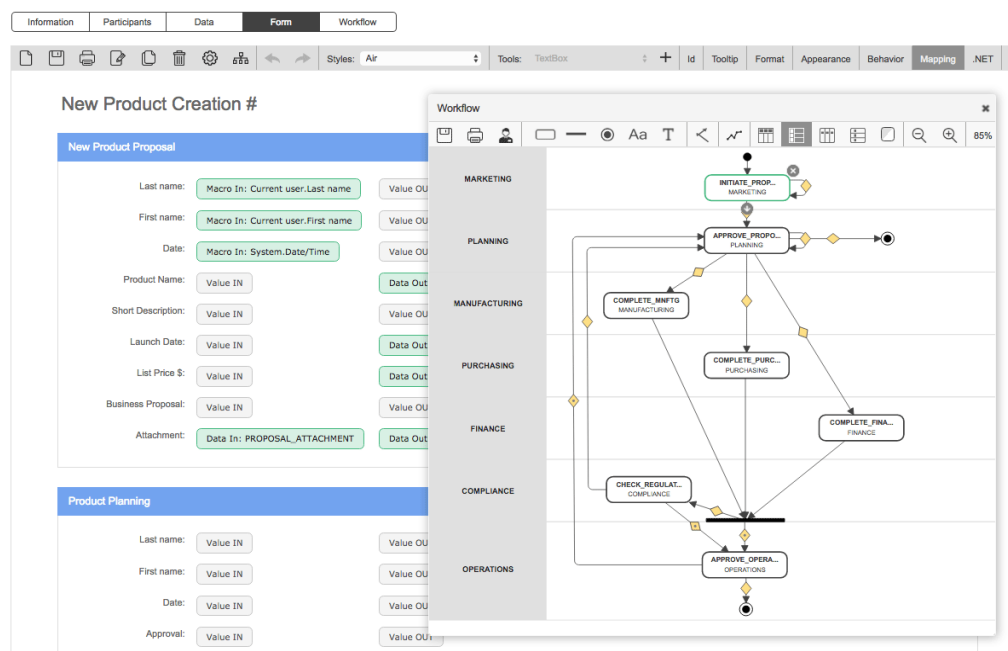 Information Participants Data Form Workflow
Styles: Air Tools: TextBox Id Tooltip Format Appearance Behavior Mapping .NET
New Product Creation #
New Product Proposal
Last name: Macro In: Current user.Last name Value OU
First name: Macro In: Current user.First name Value OU
Date: Macro In: System.Date/Time Value OU
Product Name: Value IN Data Out
Short Description: Value IN Value OU
Launch Date: Value IN Data Out
List Price $: Value IN Data Out
Business Proposal: Value IN Value OU
Attachment: Data In: PROPOSAL_ATTACHMENT Data Out
Product Planning
Last name: Value IN Value OU
First name: Value IN Value OU
Date: Value IN Value OU
Approval: Value IN Value OUT
Workflow
Aa T 85%
MARKETING
INITIATE_PROP...
MARKETING
PLANNING
APPROVE_PROPO...
PLANNING
MANUFACTURING
COMPLETE_MNFTG
MANUFACTURING
PURCHASING
COMPLETE_PURC...
PURCHASING
FINANCE
COMPLETE_FINA...
FINANCE
COMPLIANCE
CHECK_REGULAT...
COMPLIANCE
OPERATIONS
APPROVE_OPERA...
OPERATIONS